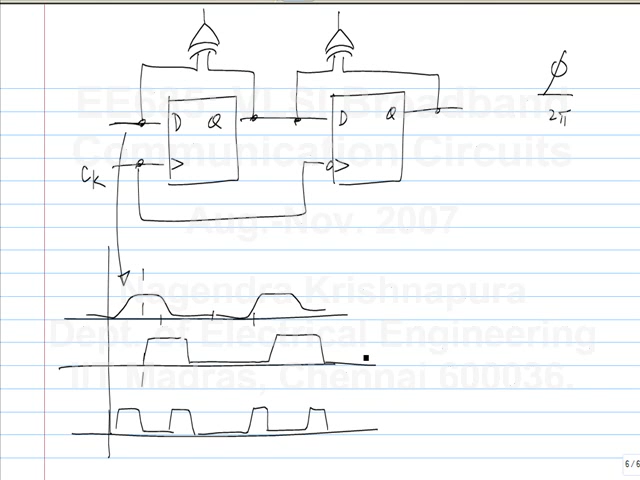 D Q
D Q
CK
φ
2π
EE685 VLSI Broadband
Communication Circuits
Aug.-Nov. 2007
Nagendra Krishnapura
Dept. of Electrical Engineering
IIT Madras, Chennai 600036.
6 / 6